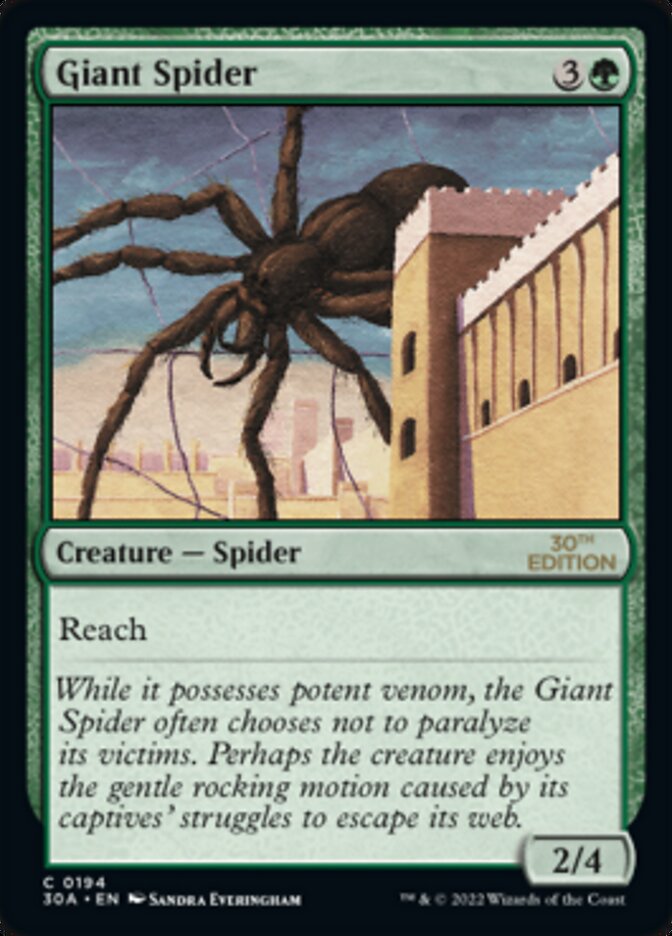 Giant Spider 3
Creature — Spider
30TH
EDITION
Reach
While it possesses potent venom, the Giant
Spider often chooses not to paralyze
its victims. Perhaps the creature enjoys
the gentle rocking motion caused by its
captives' struggles to escape its web.
2/4
C 0194
30A • EN Sandra Everingham
™ & © 2022 Wizards of the Coast